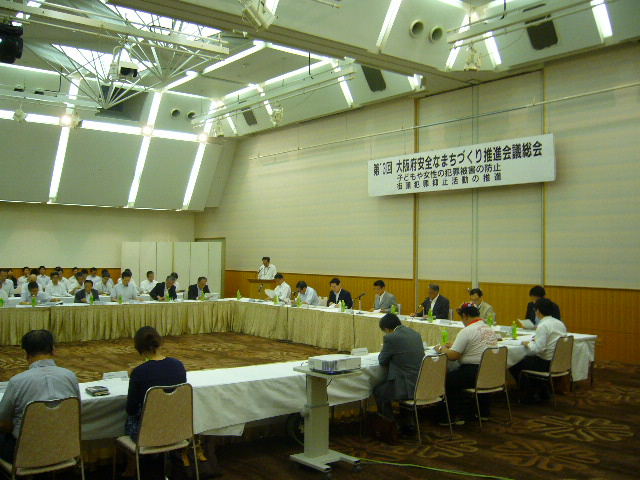 第13回 大阪府安全なまちづくり推進会議総会
子どもや女性の犯罪被害の防止
街頭犯罪抑止活動の推進